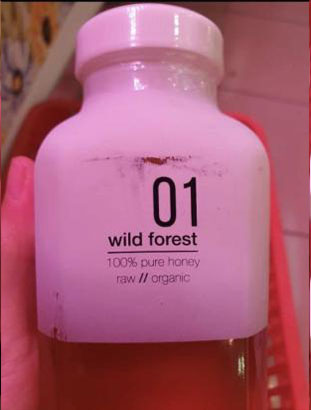 01
wild forest
100% pure honey
raw // organic